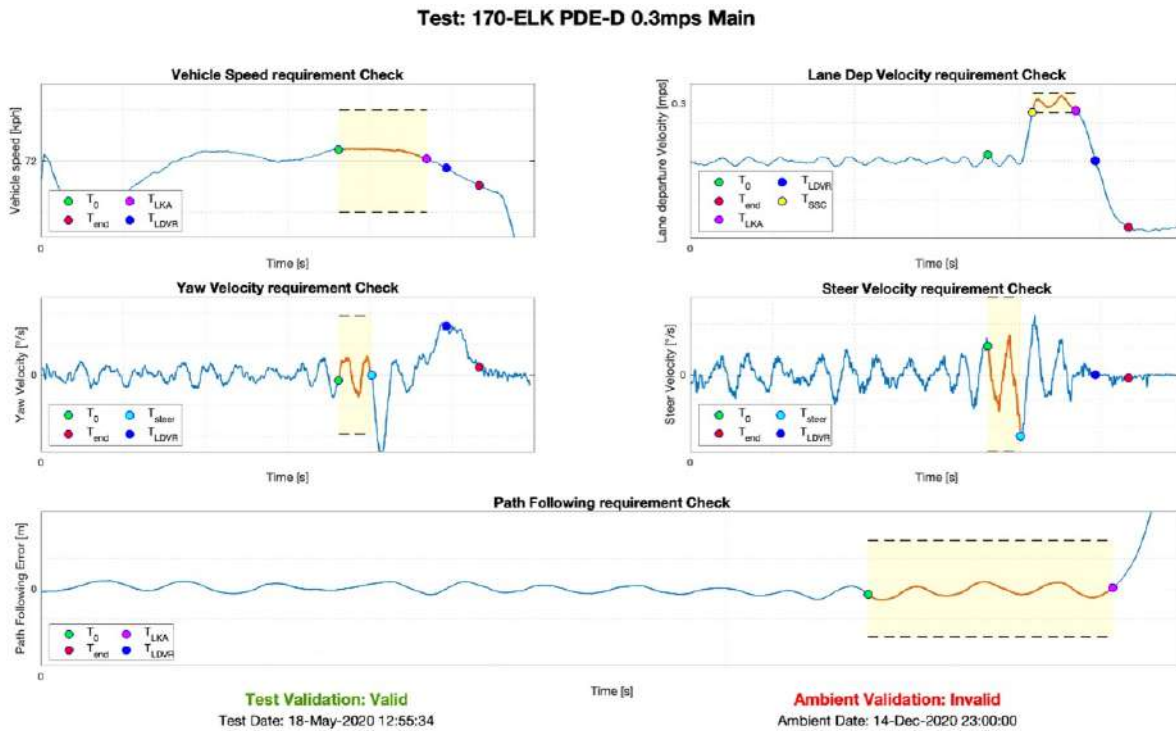 Test: 170-ELK PDE-D 0.3mps Main
Vehicle Speed requirement Check
Vehicle speed [kph]
72
0
T0
Tend
TLKA
TLDVR
Time [s]
Lane Dep Velocity requirement Check
Lane departure Velocity [mps]
0.3
0
T0
Tend
TLKA
TLDVR
TSSC
Time [s]
Yaw Velocity requirement Check
Yaw Velocity [°/s]
0
0
T0
Tend
Tsteer
TLDVR
Time [s]
Steer Velocity requirement Check
Steer Velocity [°/s]
0
0
T0
Tend
Tsteer
TLDVR
Time [s]
Path Following requirement Check
Path Following Error [m]
0
0
T0
Tend
TLKA
TLDVR
Time [s]
Test Validation: Valid
Test Date: 18-May-2020 12:55:34
Ambient Validation: Invalid
Ambient Date: 14-Dec-2020 23:00:00